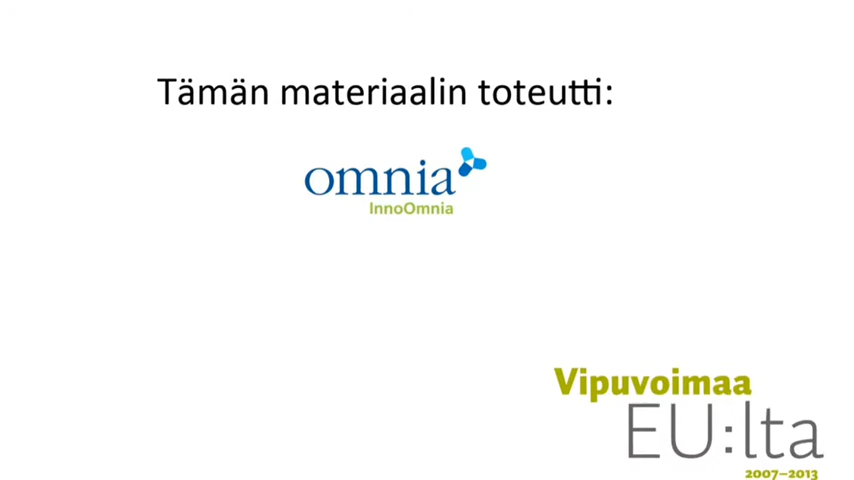 Tämän materiaalin toteutti:
omnia
InnoOmnia
Vipuvoimaa
EU:lta
2007–2013